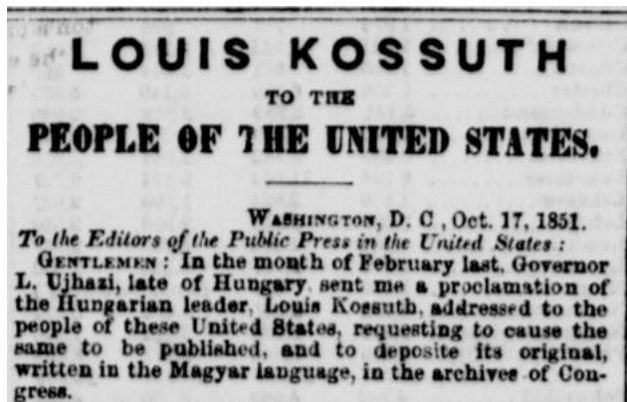 LOUIS KOSSUTH
TO THE
PEOPLE OF THE UNITED STATES.
WASHINGTON, D. C , Oct. 17, 1851.
To the Editors of the Public Press in the United States :
GENTLEMEN : In the month of February last, Governor
L. Ujhazi, late of Hungary sent me a proclamation of
the Hungarian leader, Louis Kossuth, addressed to the
people of these United States, requesting to cause the
same to be published, and to deposite its original,
written in the Magyar language, in the archives of Con-
gress.